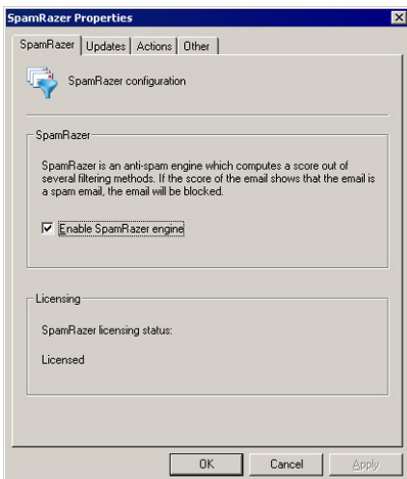 SpamRazer Properties
SpamRazer Updates Actions Other
SpamRazer configuration
SpamRazer
SpamRazer is an anti-spam engine which computes a score out of
several filtering methods. If the score of the email shows that the email is
a spam email, the email will be blocked.
Enable SpamRazer engine
Licensing
SpamRazer licensing status:
Licensed
OK Cancel Apply